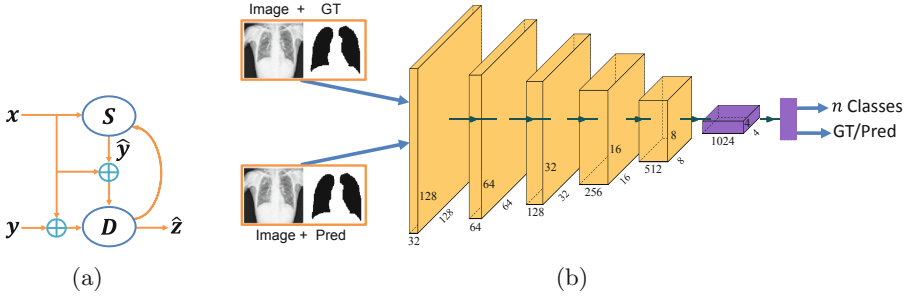 x
S
ŷ
y
D
ẑ
(a)
Image + GT
Image + Pred
128
128
32
64
64
64
32
32
128
16
16
256
8
8
512
4
4
1024
n Classes
GT/Pred
(b)